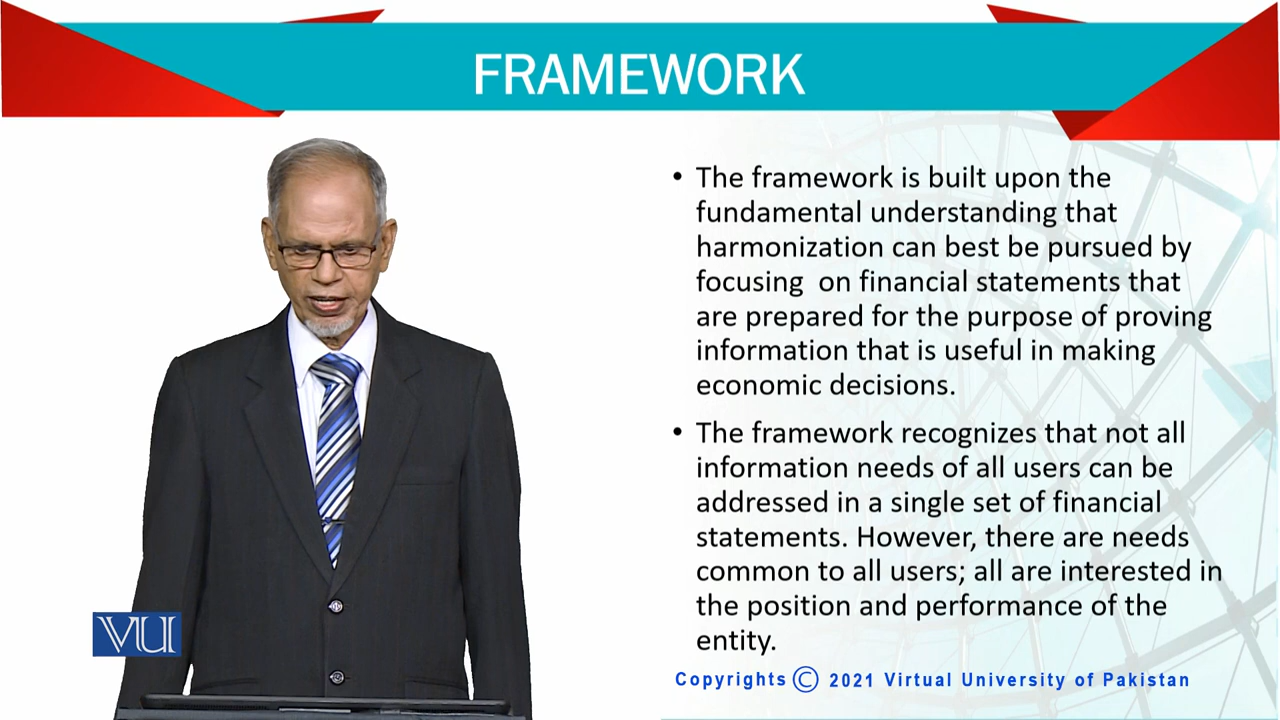 FRAMEWORK
• The framework is built upon the
fundamental understanding that
harmonization can best be pursued by
focusing  on financial statements that
are prepared for the purpose of proving
information that is useful in making
economic decisions.
• The framework recognizes that not all
information needs of all users can be
addressed in a single set of financial
statements. However, there are needs
common to all users; all are interested in
the position and performance of the
entity.
VU
Copyrights © 2021 Virtual University of Pakistan